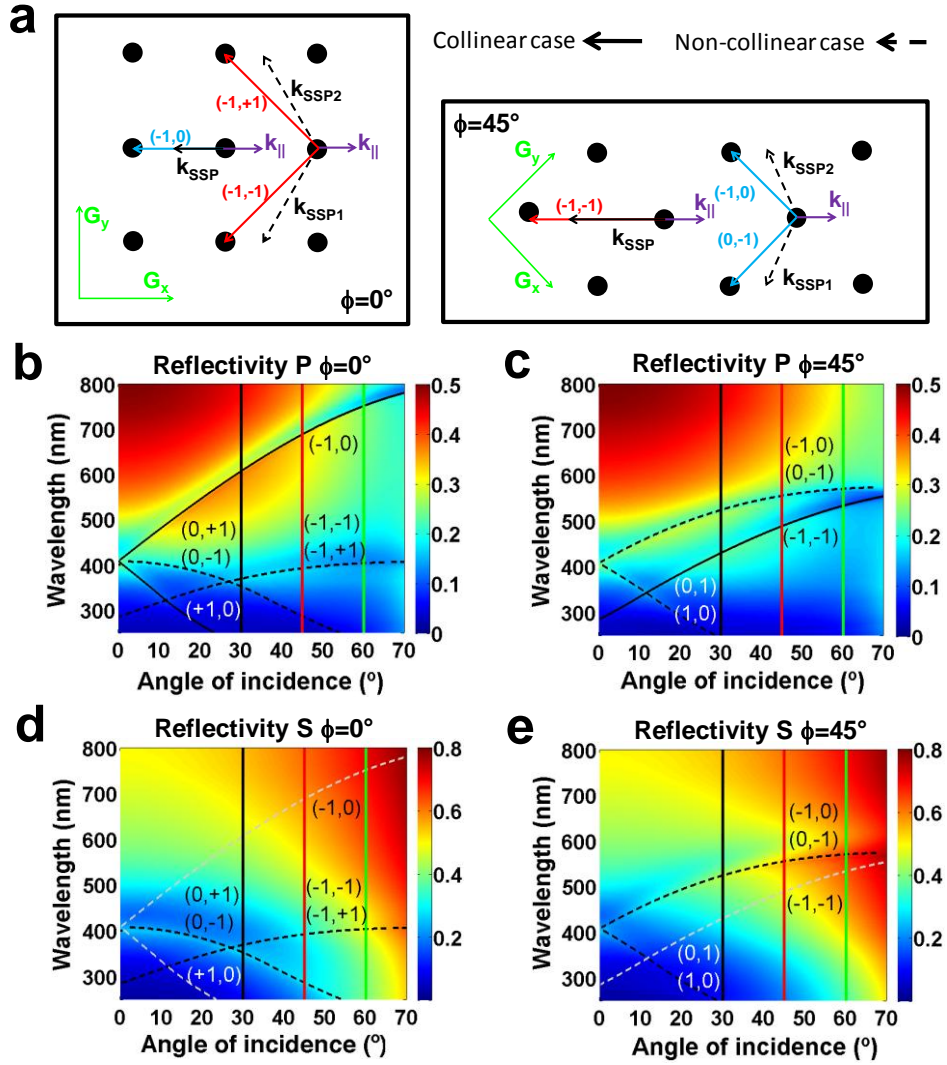 a
Collinear case
Non-collinear case
(-1,+1)
k_SSP2
(-1,0)
k_||
k_||
k_SSP
(-1,-1)
k_SSP1
G_y
G_x
ϕ=0°
ϕ=45°
G_y
(-1,0)
k_SSP2
(-1,-1)
k_||
k_||
k_SSP
(0,-1)
G_x
k_SSP1
b
Reflectivity P ϕ=0°
Wavelength (nm)
800
700
600
500
400
300
(-1,0)
(0,+1)
(0,-1)
(-1,-1)
(-1,+1)
(+1,0)
0.5
0.4
0.3
0.2
0.1
0
0 10 20 30 40 50 60 70
Angle of incidence (º)
c
Reflectivity P ϕ=45°
Wavelength (nm)
800
700
600
500
400
300
(-1,0)
(0,-1)
(-1,-1)
(0,1)
(1,0)
0.5
0.4
0.3
0.2
0.1
0
0 10 20 30 40 50 60 70
Angle of incidence (º)
d
Reflectivity S ϕ=0°
Wavelength (nm)
800
700
600
500
400
300
(-1,0)
(0,+1)
(0,-1)
(-1,-1)
(-1,+1)
(+1,0)
0.8
0.6
0.4
0.2
0 10 20 30 40 50 60 70
Angle of incidence (º)
e
Reflectivity S ϕ=45°
Wavelength (nm)
800
700
600
500
400
300
(-1,0)
(0,-1)
(-1,-1)
(0,1)
(1,0)
0.8
0.6
0.4
0.2
0 10 20 30 40 50 60 70
Angle of incidence (º)